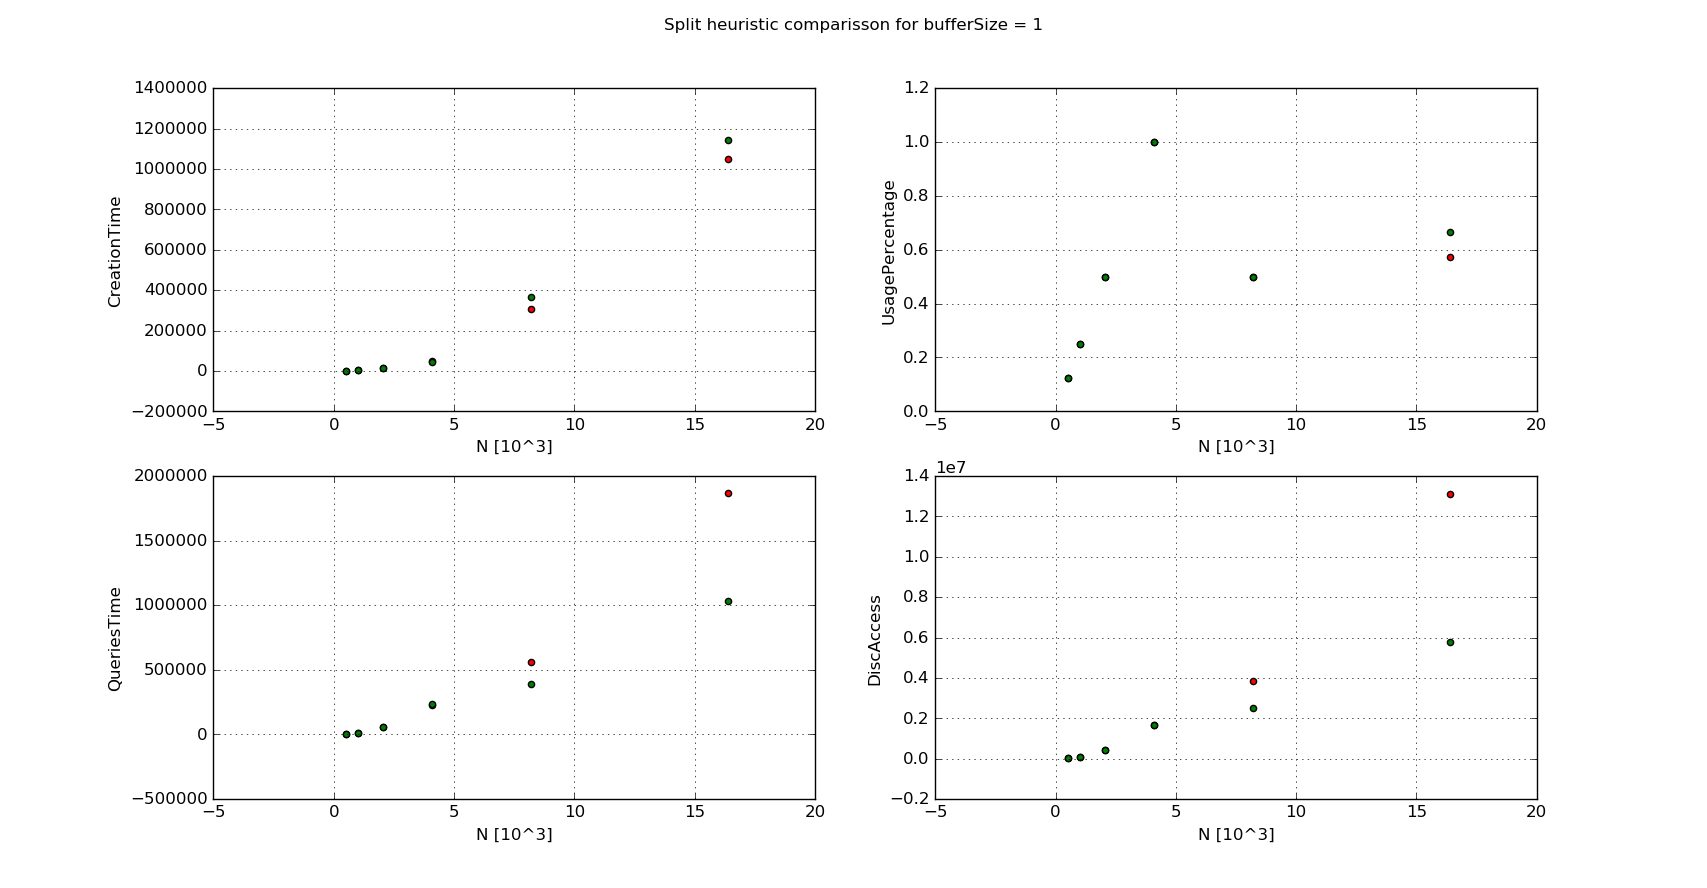 Split heuristic comparisson for bufferSize = 1
1400000
1200000
1000000
800000
600000
400000
200000
0
−200000
CreationTime
−5 0 5 10 15 20
N [10^3]
1.2
1.0
0.8
0.6
0.4
0.2
0.0
UsagePercentage
−5 0 5 10 15 20
N [10^3]
2000000
1500000
1000000
500000
0
−500000
QueriesTime
−5 0 5 10 15 20
N [10^3]
1e7
1.4
1.2
1.0
0.8
0.6
0.4
0.2
0.0
−0.2
DiscAccess
−5 0 5 10 15 20
N [10^3]